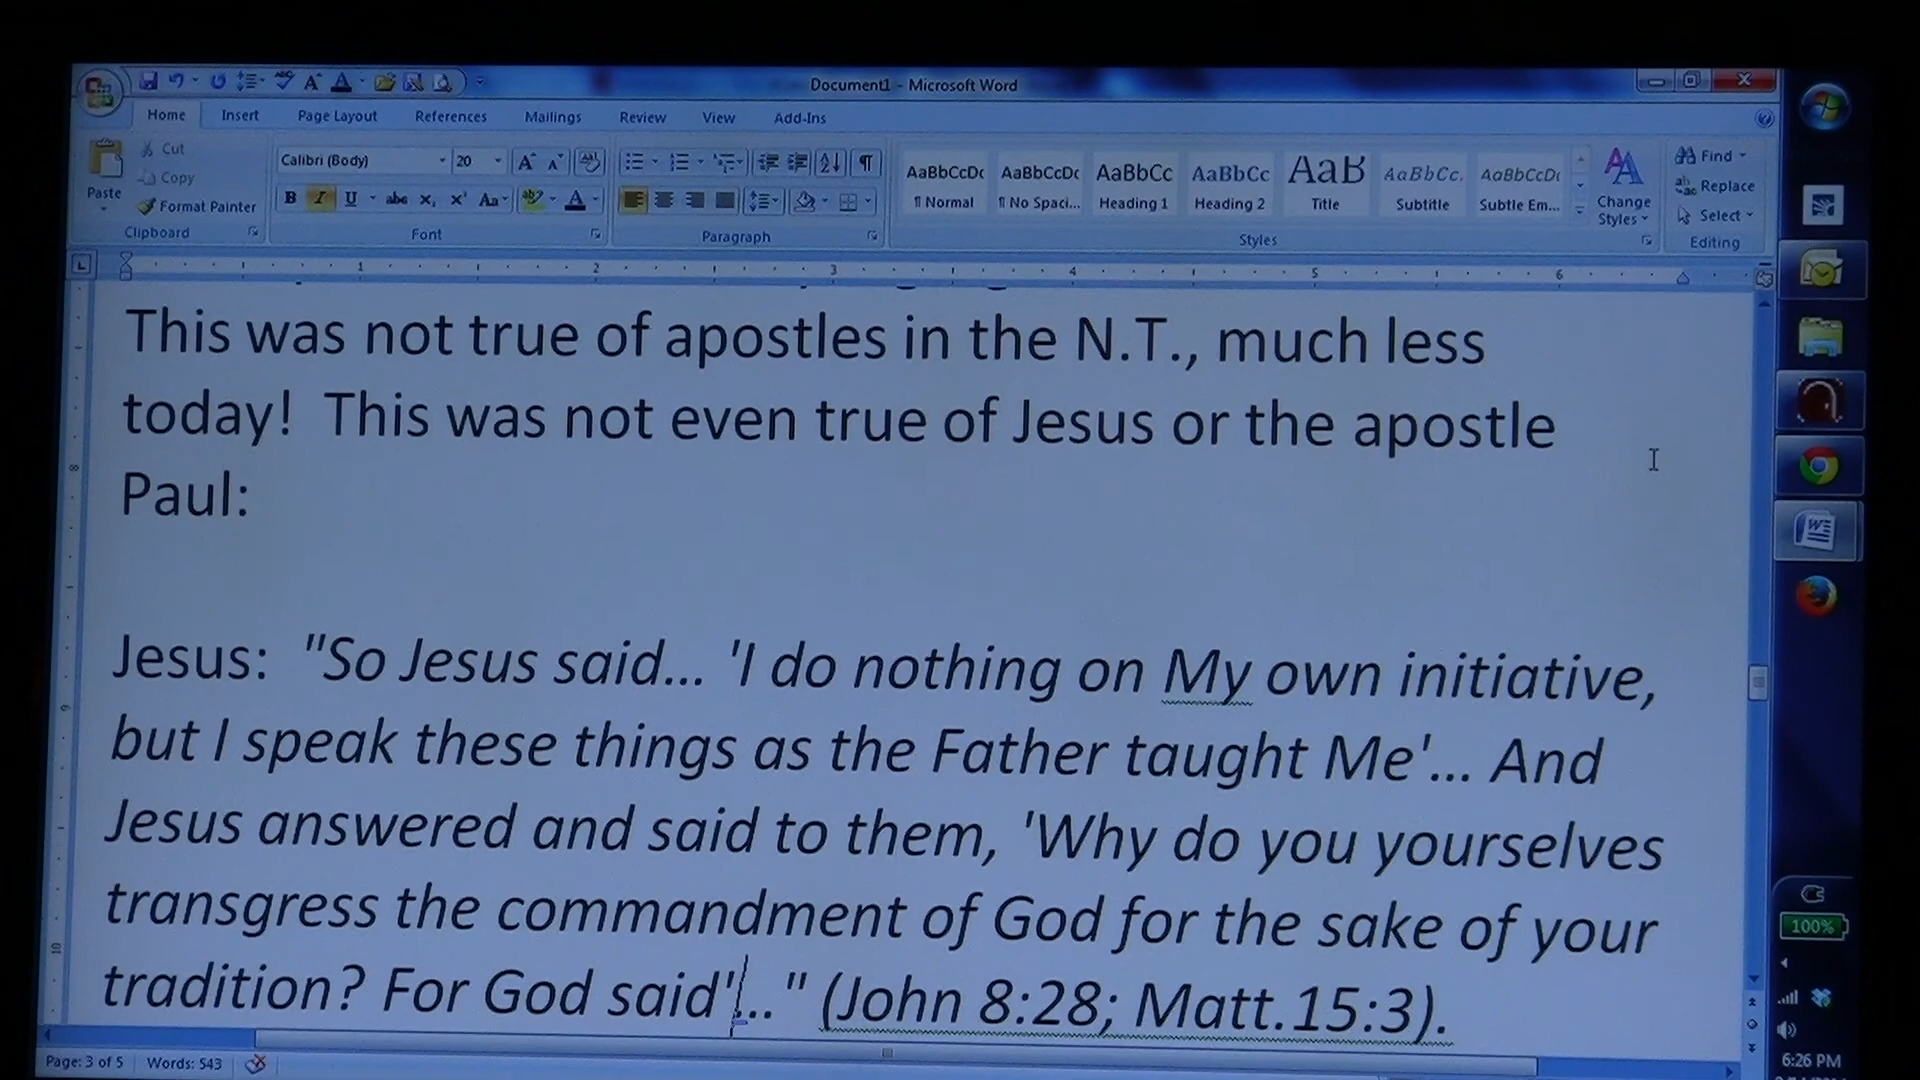 Document1 - Microsoft Word
Home Insert Page Layout References Mailings Review View Add-Ins
Paste
Cut
Copy
Format Painter
Clipboard
Calibri (Body) 20
Font
Paragraph
AaBbCcDc AaBbCcDc AaBbCc AaBbCc AaB AaBbCc. AaBbCcDc
¶ Normal ¶ No Spaci... Heading 1 Heading 2 Title Subtitle Subtle Em...
Styles
Change
Styles
Find
Replace
Select
Editing
1 2 3 4 5 6
This was not true of apostles in the N.T., much less
today! This was not even true of Jesus or the apostle
Paul:
Jesus: "So Jesus said... 'I do nothing on My own initiative,
but I speak these things as the Father taught Me'... And
Jesus answered and said to them, 'Why do you yourselves
transgress the commandment of God for the sake of your
tradition? For God said'..." (John 8:28; Matt.15:3).
Page: 3 of 5 Words: 543
100%
6:26 PM